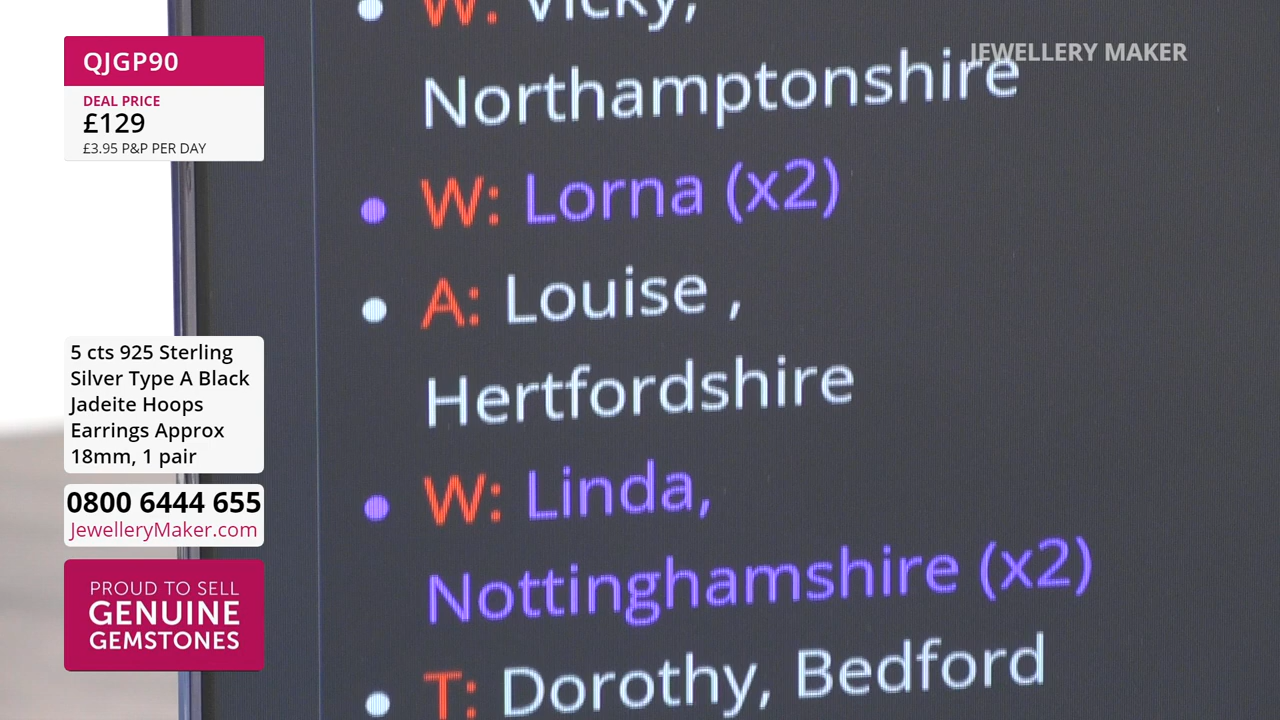 QJGP90
DEAL PRICE
£129
£3.95 P&P PER DAY
5 cts 925 Sterling
Silver Type A Black
Jadeite Hoops
Earrings Approx
18mm, 1 pair
0800 6444 655
JewelleryMaker.com
PROUD TO SELL
GENUINE
GEMSTONES
JEWELLERY MAKER
• W: Vicky,
Northamptonshire
• W: Lorna (x2)
• A: Louise ,
Hertfordshire
• W: Linda,
Nottinghamshire (x2)
• T: Dorothy, Bedford